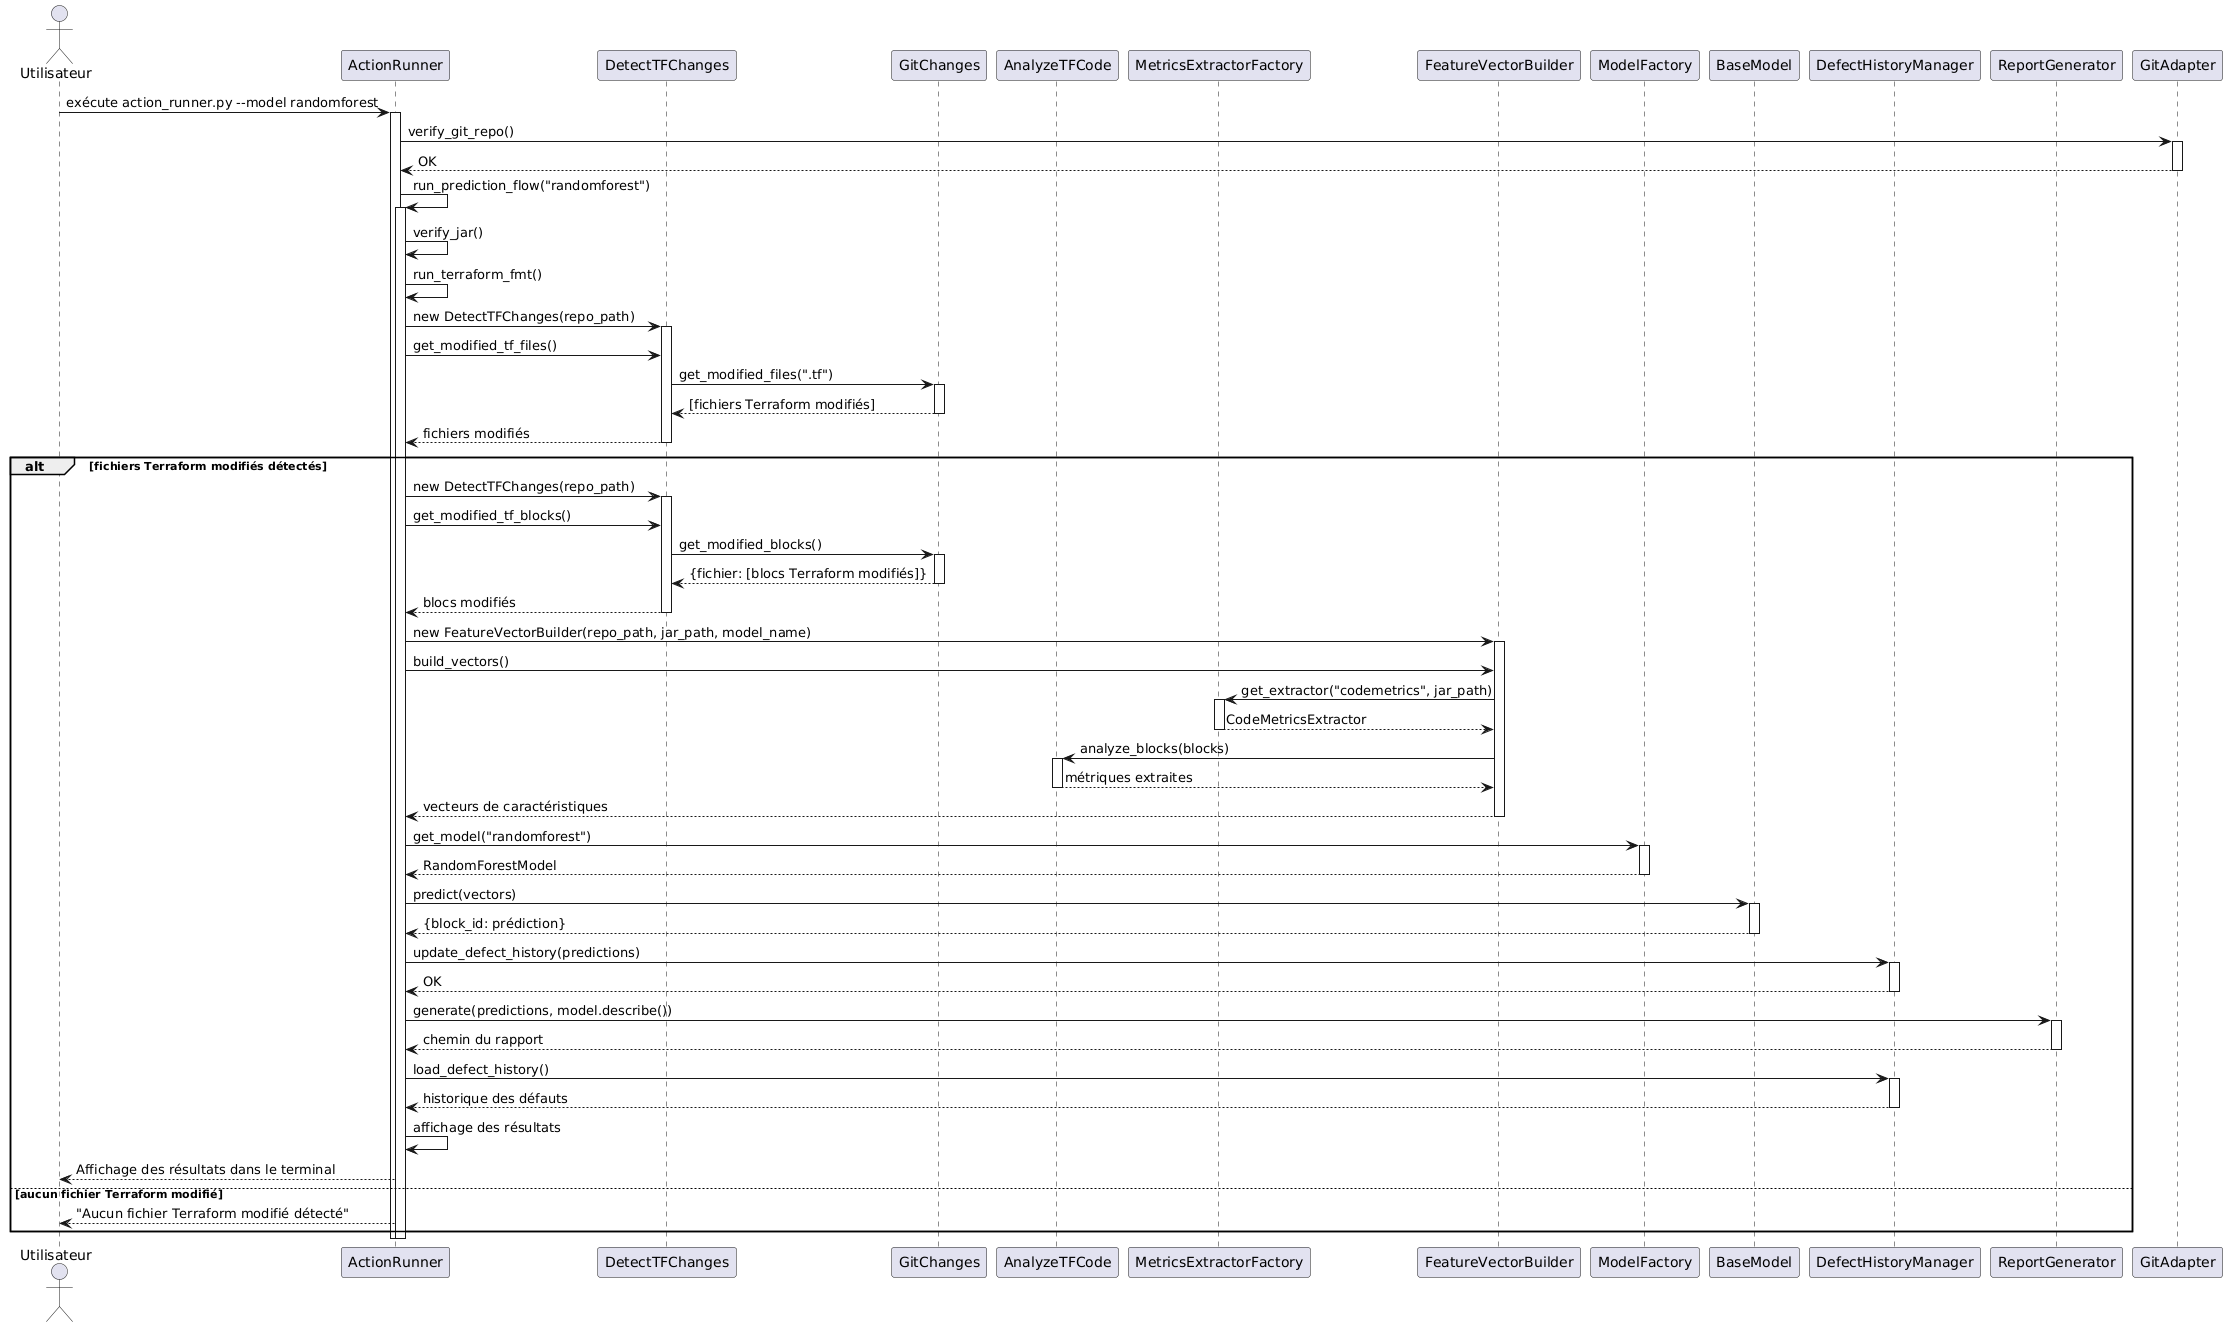 Utilisateur
ActionRunner
DetectTFChanges
GitChanges
AnalyzeTFCode
MetricsExtractorFactory
FeatureVectorBuilder
ModelFactory
BaseModel
DefectHistoryManager
ReportGenerator
GitAdapter
exécute action_runner.py --model randomforest
verify_git_repo()
OK
run_prediction_flow("randomforest")
verify_jar()
run_terraform_fmt()
new DetectTFChanges(repo_path)
get_modified_tf_files()
get_modified_files(".tf")
[fichiers Terraform modifiés]
fichiers modifiés
alt
[fichiers Terraform modifiés détectés]
new DetectTFChanges(repo_path)
get_modified_tf_blocks()
get_modified_blocks()
{fichier: [blocs Terraform modifiés]}
blocs modifiés
new FeatureVectorBuilder(repo_path, jar_path, model_name)
build_vectors()
get_extractor("codemetrics", jar_path)
CodeMetricsExtractor
analyze_blocks(blocks)
métriques extraites
vecteurs de caractéristiques
get_model("randomforest")
RandomForestModel
predict(vectors)
{block_id: prédiction}
update_defect_history(predictions)
OK
generate(predictions, model.describe())
chemin du rapport
load_defect_history()
historique des défauts
affichage des résultats
Affichage des résultats dans le terminal
[aucun fichier Terraform modifié]
"Aucun fichier Terraform modifié détecté"
Utilisateur
ActionRunner
DetectTFChanges
GitChanges
AnalyzeTFCode
MetricsExtractorFactory
FeatureVectorBuilder
ModelFactory
BaseModel
DefectHistoryManager
ReportGenerator
GitAdapter